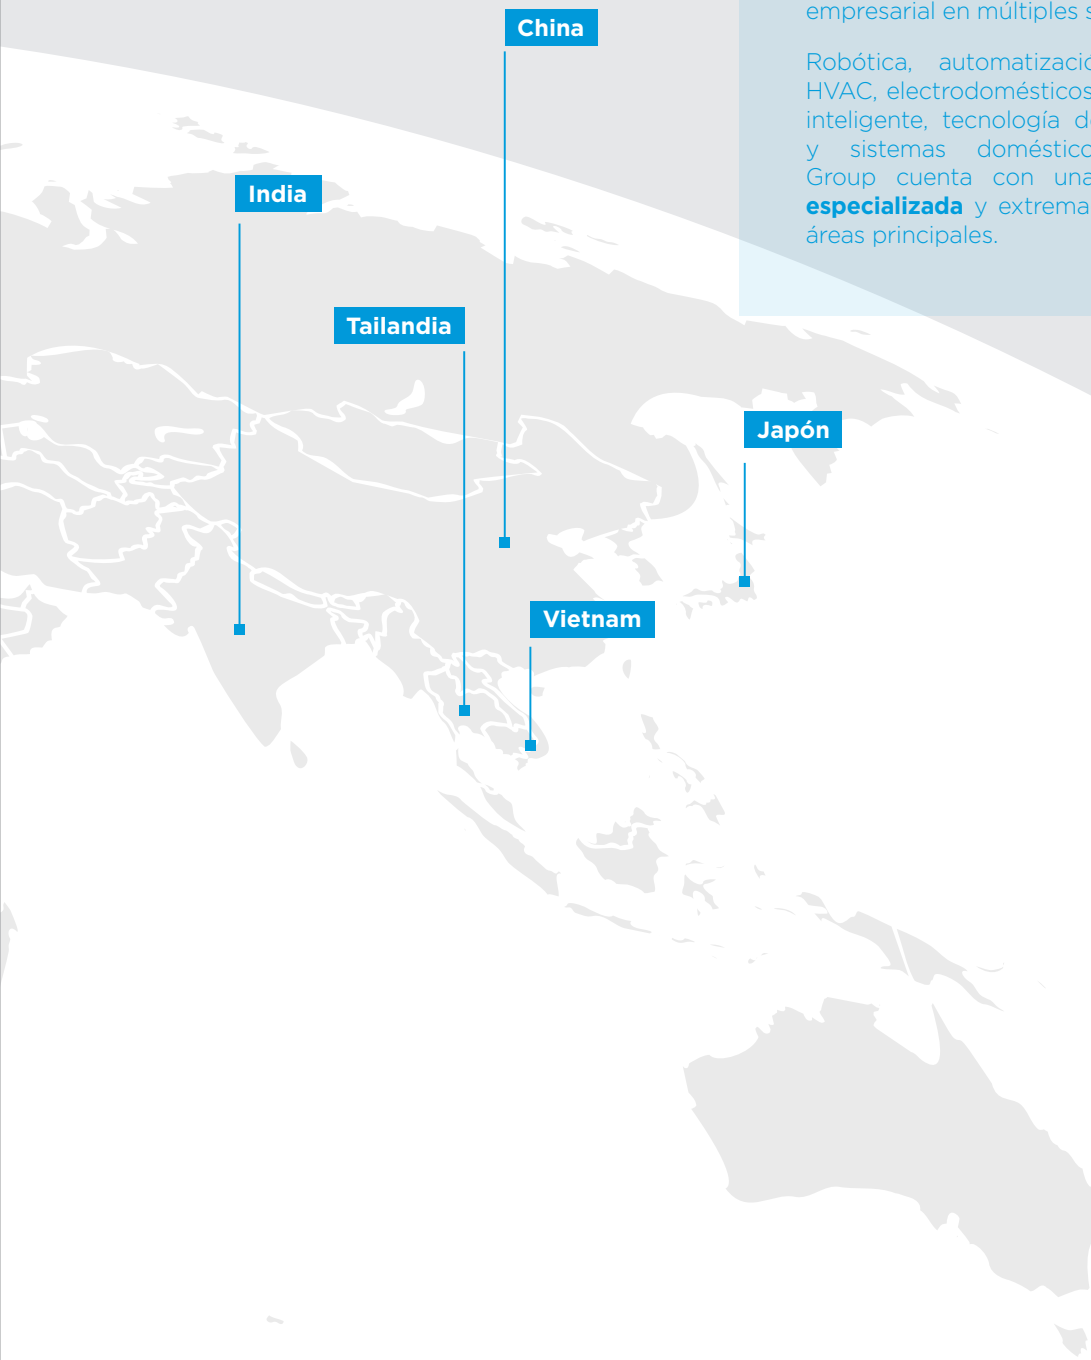 empresarial en múltiples
Robótica, automatizació
HVAC, electrodomésticos
inteligente, tecnología d
y sistemas doméstico
Group cuenta con una
especializada y extrema
áreas principales.
China
India
Tailandia
Japón
Vietnam